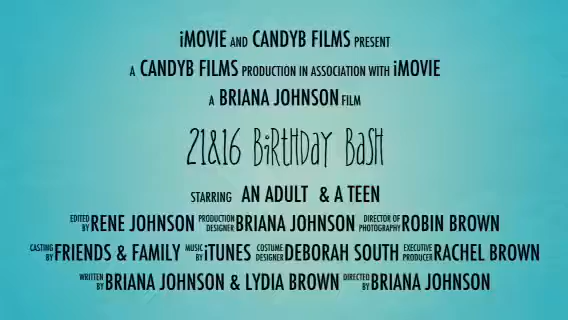 iMOVIE AND CANDYB FILMS PRESENT
A CANDYB FILMS PRODUCTION IN ASSOCIATION WITH iMOVIE
A BRIANA JOHNSON FILM
21&16 BiRtHDaY BaSH
STARRING AN ADULT & A TEEN
EDITED BY RENE JOHNSON PRODUCTION DESIGNER BRIANA JOHNSON DIRECTOR OF PHOTOGRAPHY ROBIN BROWN
CASTING BY FRIENDS & FAMILY MUSIC BY iTUNES COSTUME DESIGNER DEBORAH SOUTH EXECUTIVE PRODUCER RACHEL BROWN
WRITTEN BY BRIANA JOHNSON & LYDIA BROWN DIRECTED BY BRIANA JOHNSON